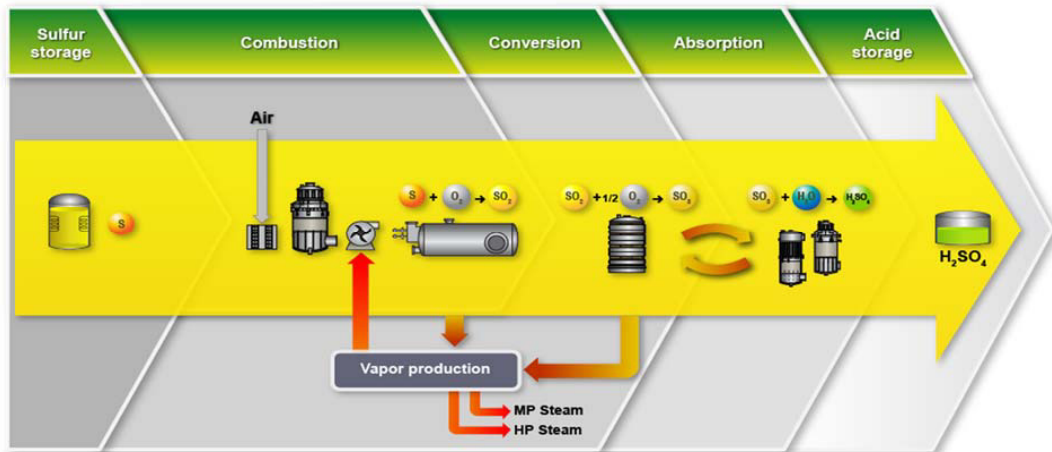 Sulfur
storage
Combustion
Conversion
Absorption
Acid
storage
Air
S
S + O₂ → SO₂
SO₂ + 1/2 O₂ → SO₃
SO₃ + H₂O → H₂SO₄
H₂SO₄
Vapor production
MP Steam
HP Steam